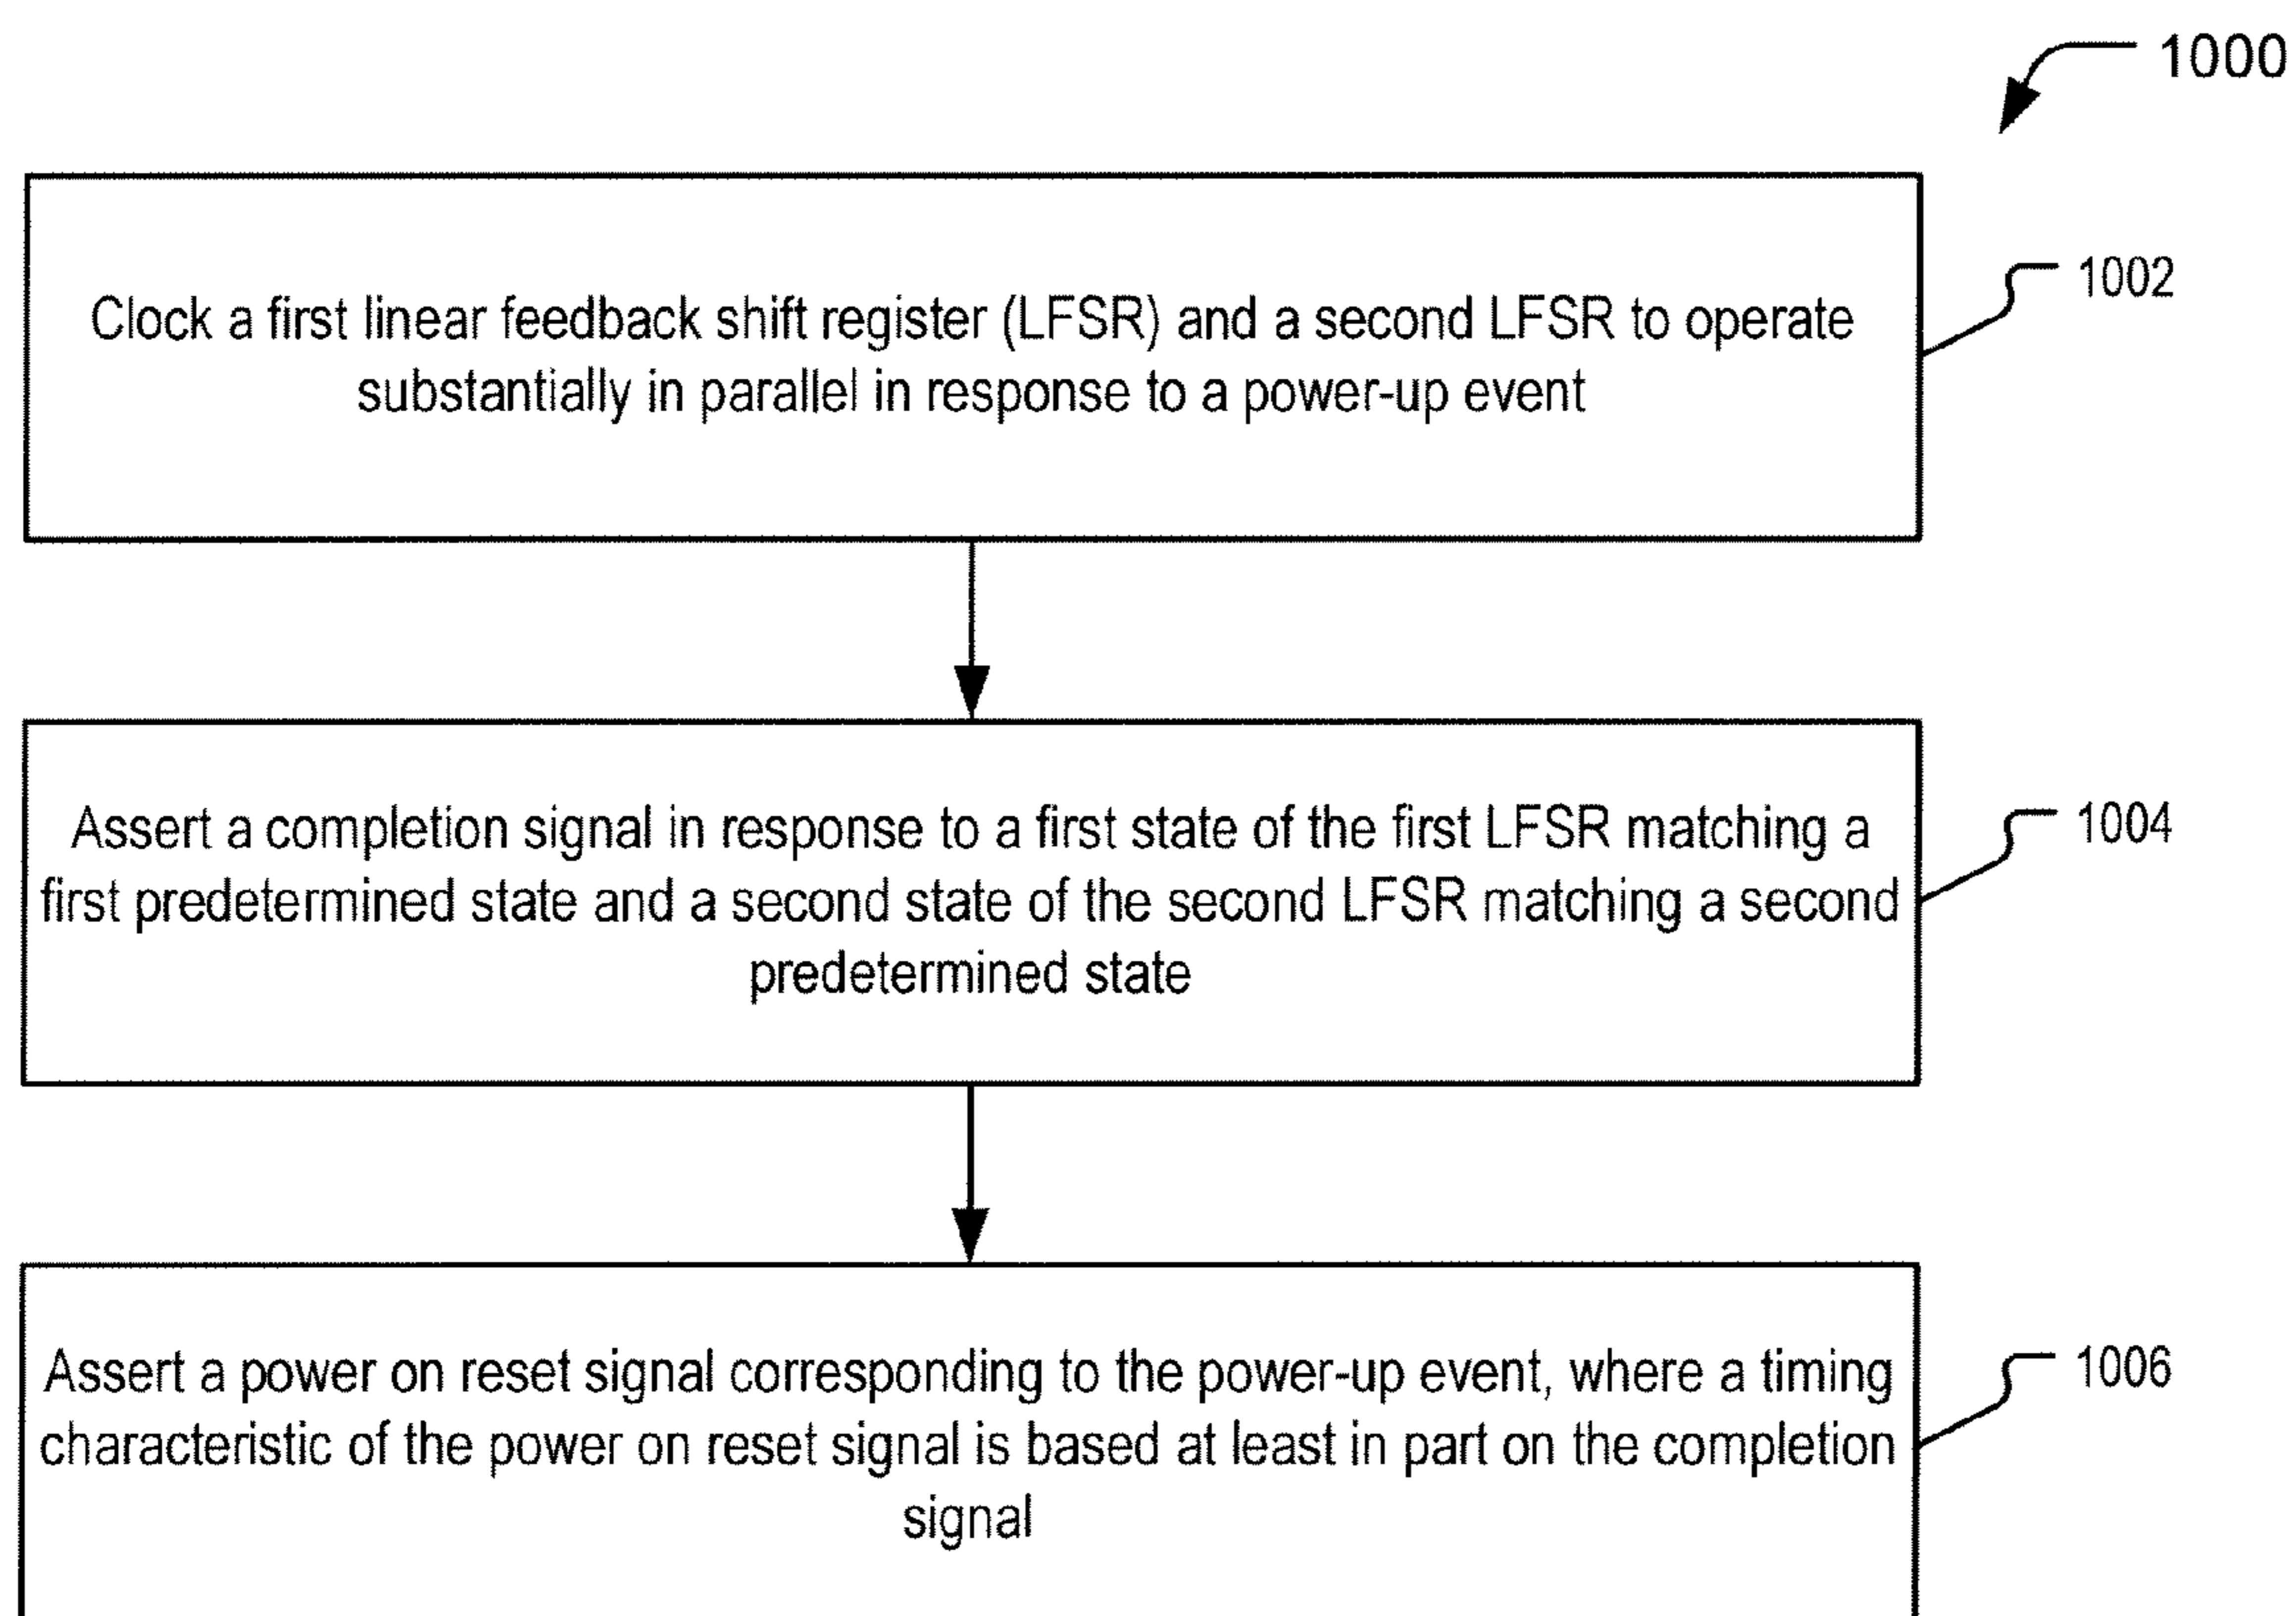 1000
Clock a first linear feedback shift register (LFSR) and a second LFSR to operate
substantially in parallel in response to a power-up event
1002
Assert a completion signal in response to a first state of the first LFSR matching a
first predetermined state and a second state of the second LFSR matching a second
predetermined state
1004
Assert a power on reset signal corresponding to the power-up event, where a timing
characteristic of the power on reset signal is based at least in part on the completion
signal
1006